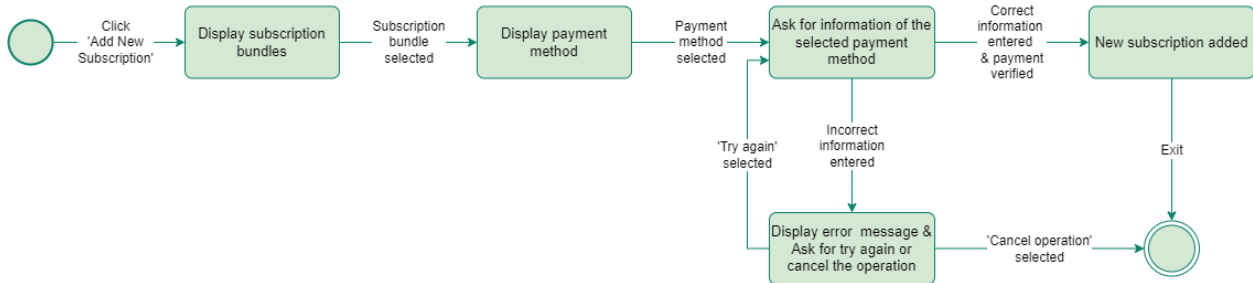 Click
'Add New
Subscription'
Display subscription
bundles
Subscription
bundle
selected
Display payment
method
Payment
method
selected
Ask for information of the
selected payment
method
Correct
information
entered
& payment
verified
New subscription added
'Try again'
selected
Incorrect
information
entered
Exit
Display error message &
Ask for try again or
cancel the operation
'Cancel operation'
selected